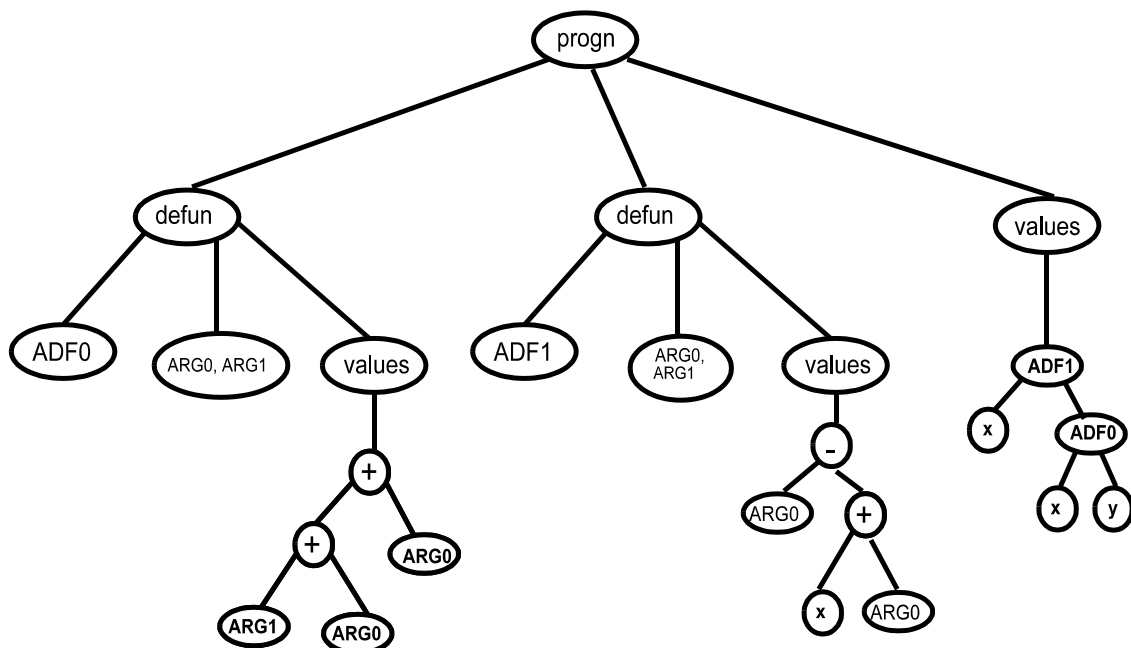 progn
defun
defun
values
ADF0
ARG0, ARG1
values
ADF1
ARG0,
ARG1
values
ADF1
+
-
x
ADF0
+
ARG0
ARG0
+
x
y
ARG1
ARG0
x
ARG0